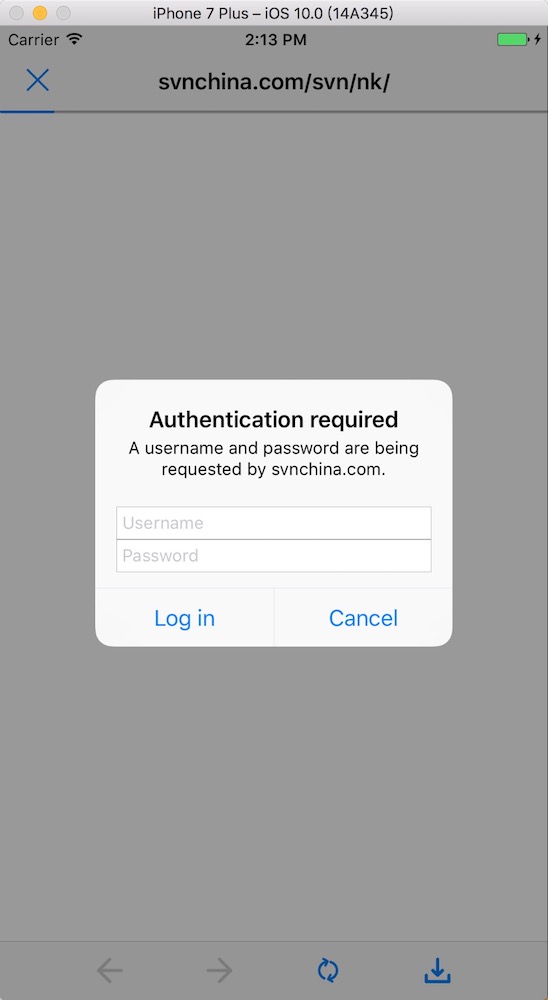 iPhone 7 Plus – iOS 10.0 (14A345)
Carrier 2:13 PM
svnchina.com/svn/nk/
Authentication required
A username and password are being
requested by svnchina.com.
Username
Password
Log in Cancel